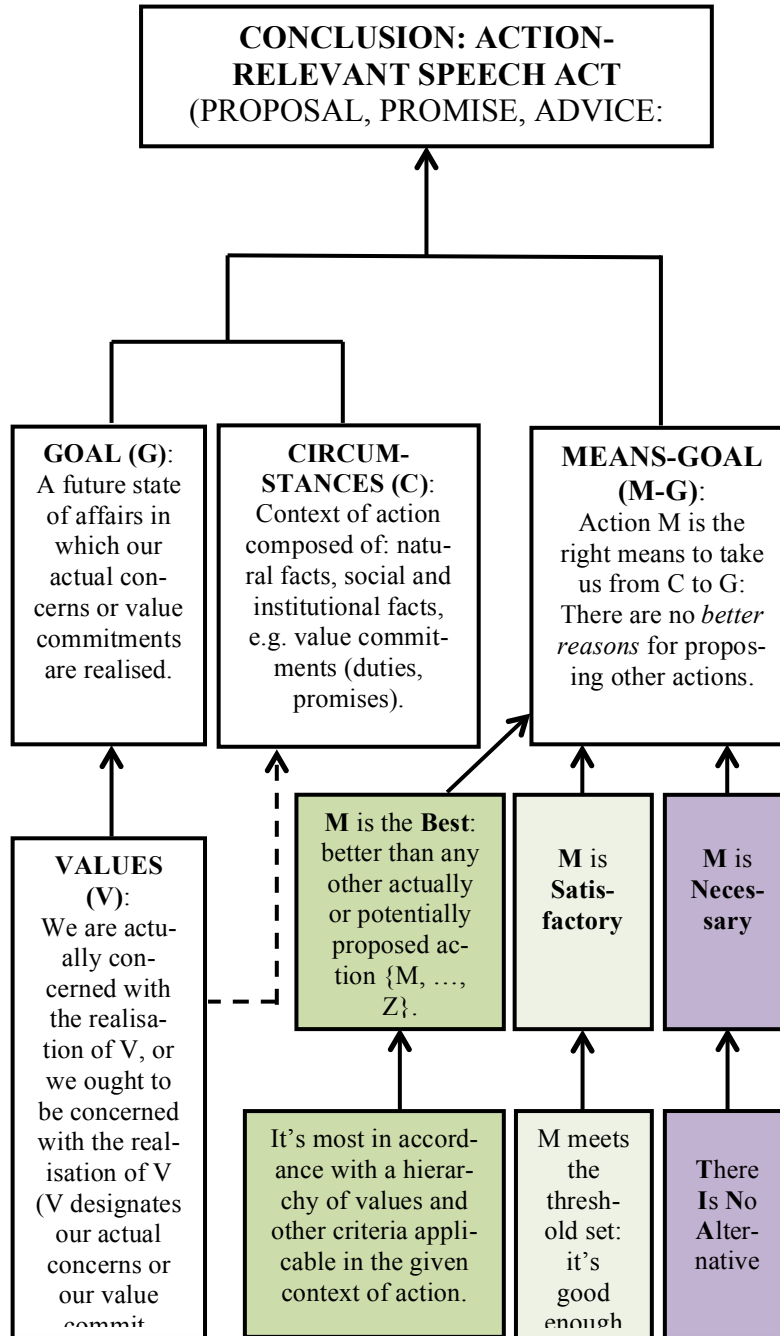 CONCLUSION: ACTION-
RELEVANT SPEECH ACT
(PROPOSAL, PROMISE, ADVICE:
GOAL (G):
A future state
of affairs in
which our
actual con-
cerns or value
commitments
are realised.
CIRCUM-
STANCES (C):
Context of action
composed of: natu-
ral facts, social and
institutional facts,
e.g. value commit-
ments (duties,
promises).
MEANS-GOAL
(M-G):
Action M is the
right means to take
us from C to G:
There are no better
reasons for propos-
ing other actions.
VALUES
(V):
We are actu-
ally con-
cerned with
the realisa-
tion of V, or
we ought to
be concerned
with the real-
isation of V
(V designates
our actual
concerns or
our value
commit
M is the Best:
better than any
other actually
or potentially
proposed ac-
tion {M, …,
Z}.
M is
Satis-
factory
M is
Neces-
sary
It's most in accord-
ance with a hierar-
chy of values and
other criteria appli-
cable in the given
context of action.
M meets
the
thresh-
old set:
it's
good
enough
There
Is No
Alter-
native